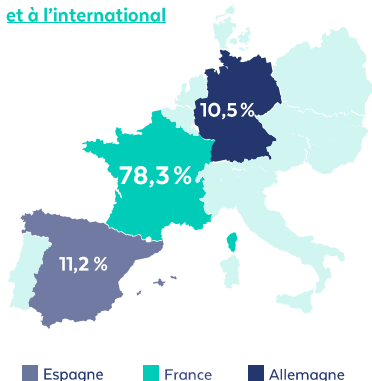 et à l'international
10,5 %
78,3 %
11,2 %
Espagne
France
Allemagne